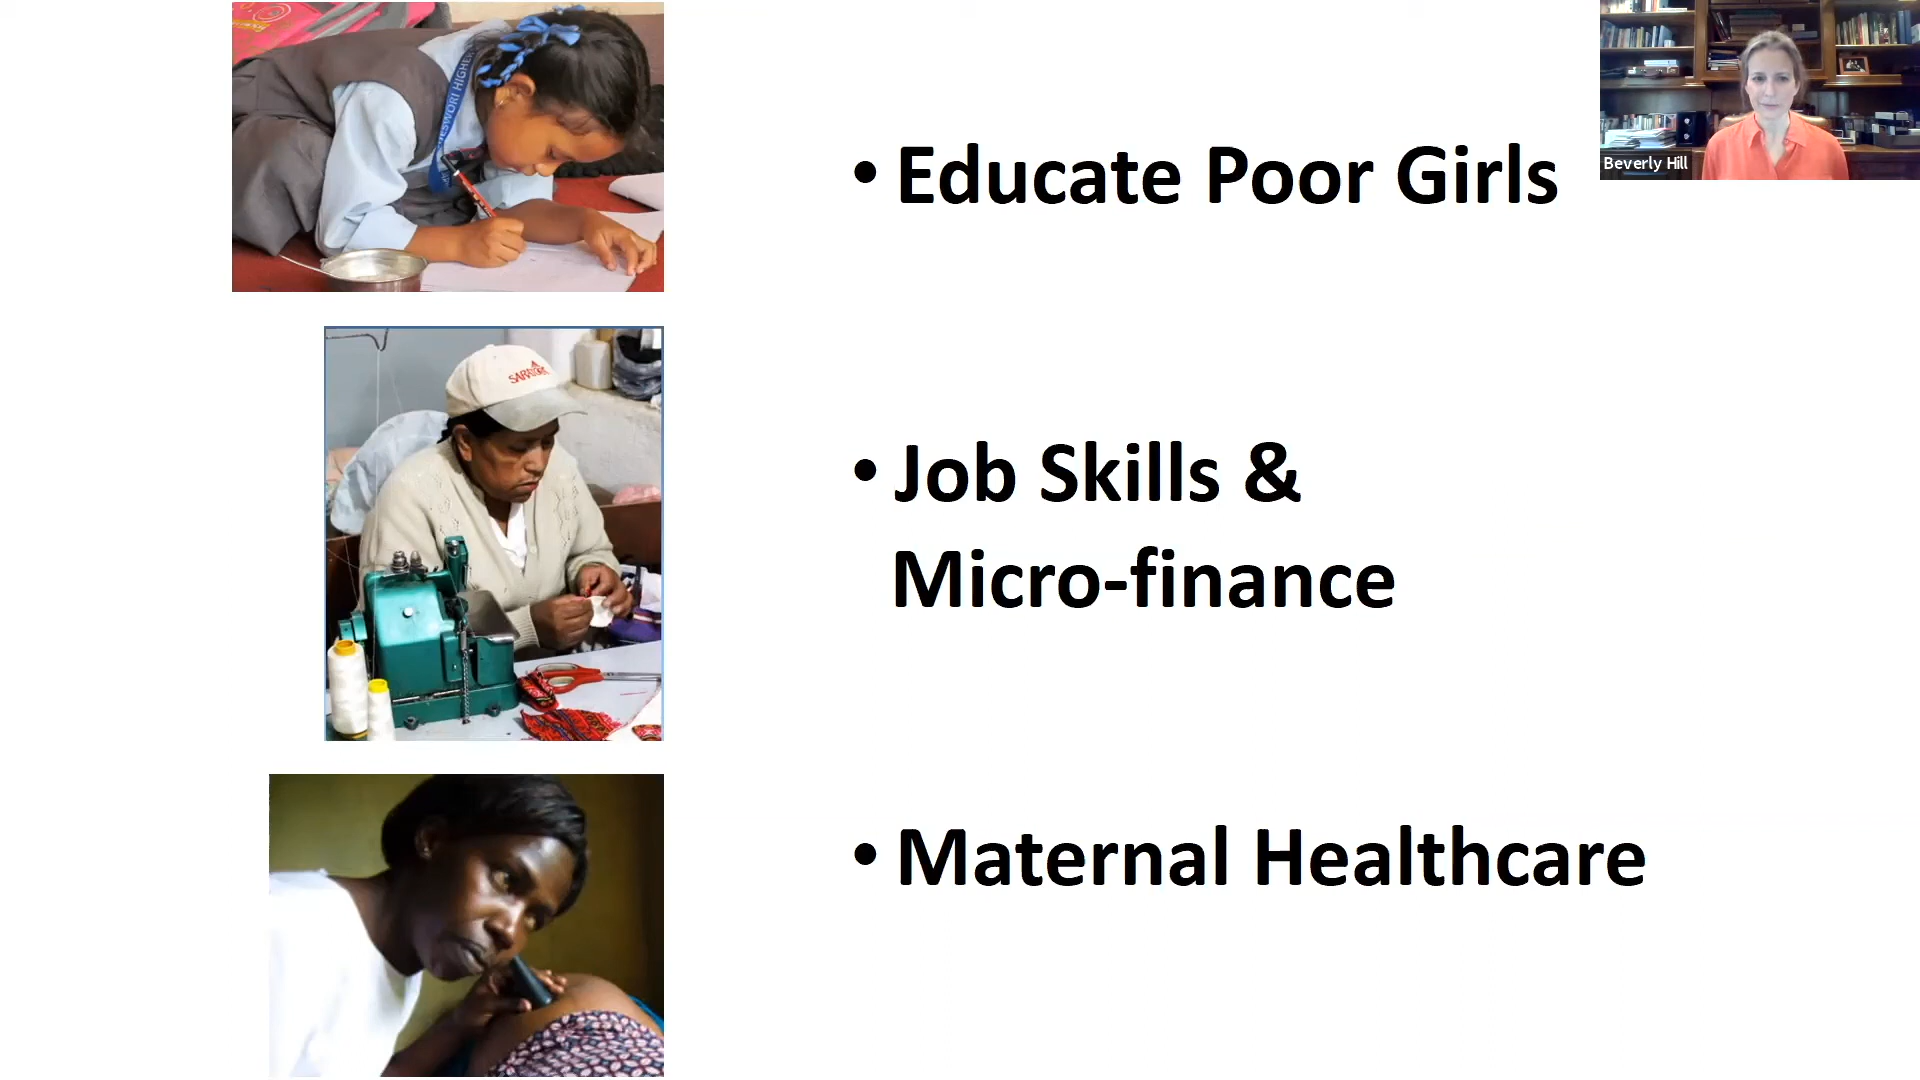 • Educate Poor Girls
Beverly Hill
• Job Skills &
Micro-finance
• Maternal Healthcare